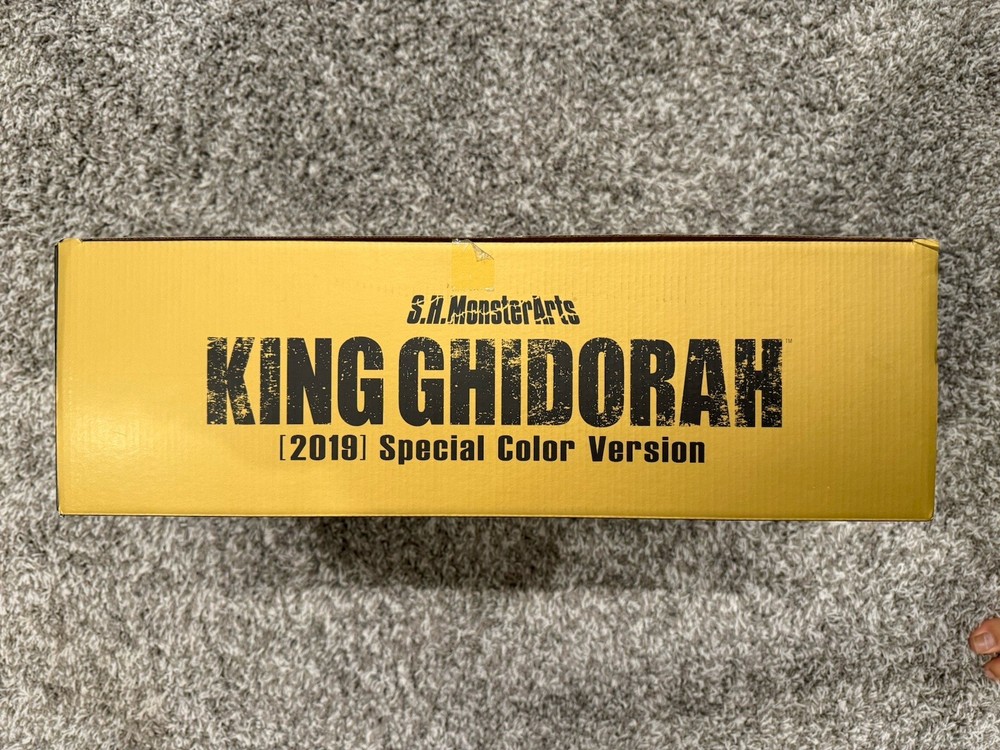 S.H.MonsterArts
KING GHIDORAH™
[2019] Special Color Version